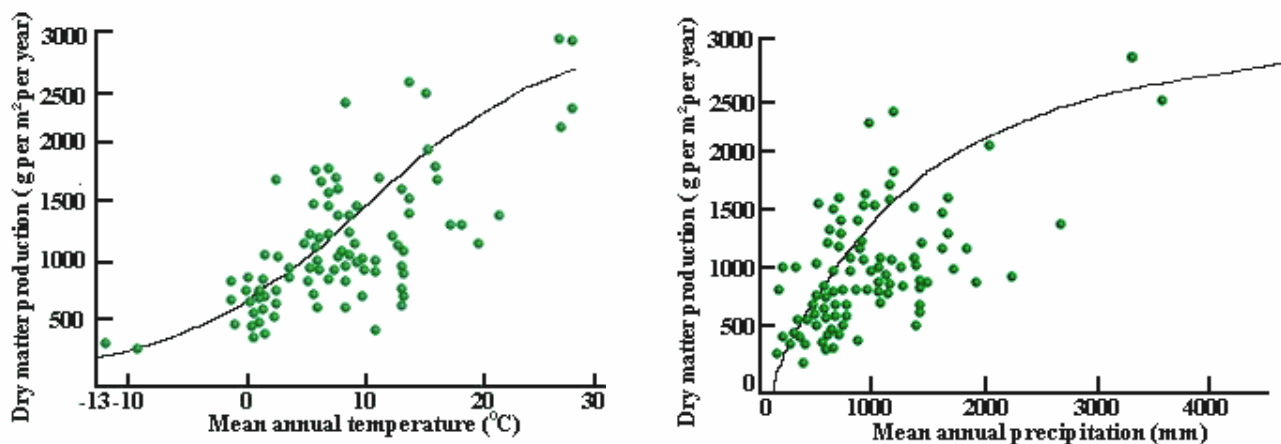 Dry matter production ( g per m² per year)
3000
2500
2000
1500
1000
500
-13 -10 0 10 20 30
Mean annual temperature (°C)
Dry matter production ( g per m² per year)
3000
2500
2000
1500
1000
500
0
0 1000 2000 3000 4000
Mean annual precipitation (mm)